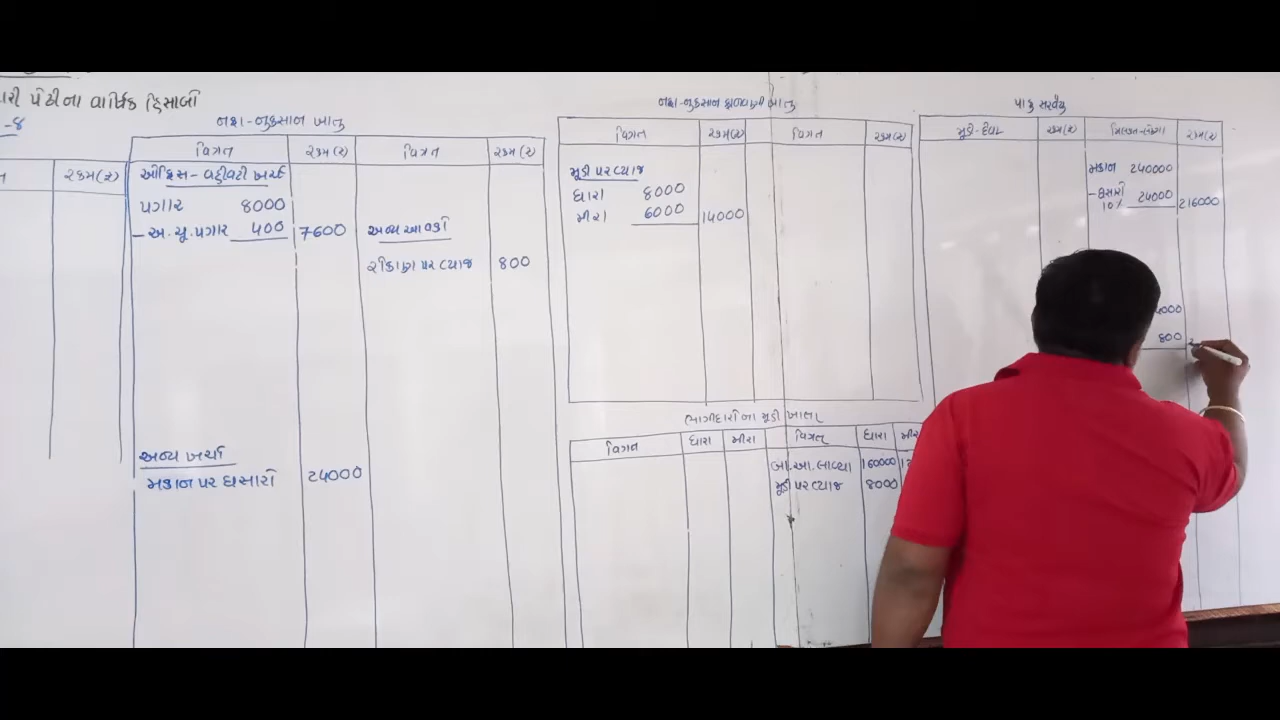 પેઢીના વાર્ષિક હિસાબો
-૪
રકમ(ર)
નફા-નુકસાન ખાતુ
વિગત રકમ(ર) વિગત રકમ(ર)
ઓફિસ - વહીવટી ખર્ચ
પગાર 8000
- અ.ચૂ.પગાર 400 7600
અન્ય આવકો
રોકાણ પર વ્યાજ 800
અન્ય ખર્ચા
મકાન પર ઘસારો 24000
નફા-નુકસાન ફાળવણી ખાતુ
વિગત રકમ(ર) વિગત રકમ(ર)
મૂડી પર વ્યાજ
ધારા 8000
મીરા 6000 14000
ભાગીદારોના મૂડી ખાતા
વિગત ધારા મીરા વિગત ધારા મીરા
બા.આ.લાવ્યા 160000
મૂડી પર વ્યાજ 8000
પાકુ સરવૈયુ
મૂડી-દેવા રકમ(ર) મિલકત-લેણા રકમ(ર)
મકાન 240000
- ઘસારો 24000 216000
10%
800